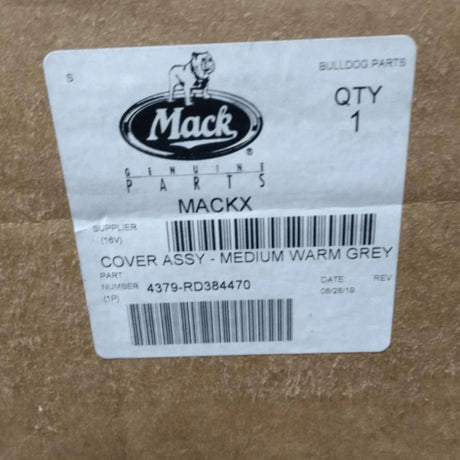 S
BULLDOG PARTS
QTY
1
Mack
®
GENUINE
PARTS
MACKX
SUPPLIER
(16V)
COVER ASSY - MEDIUM WARM GREY
PART
NUMBER 4379-RD384470
(1P)
DATE REV
08/28/19